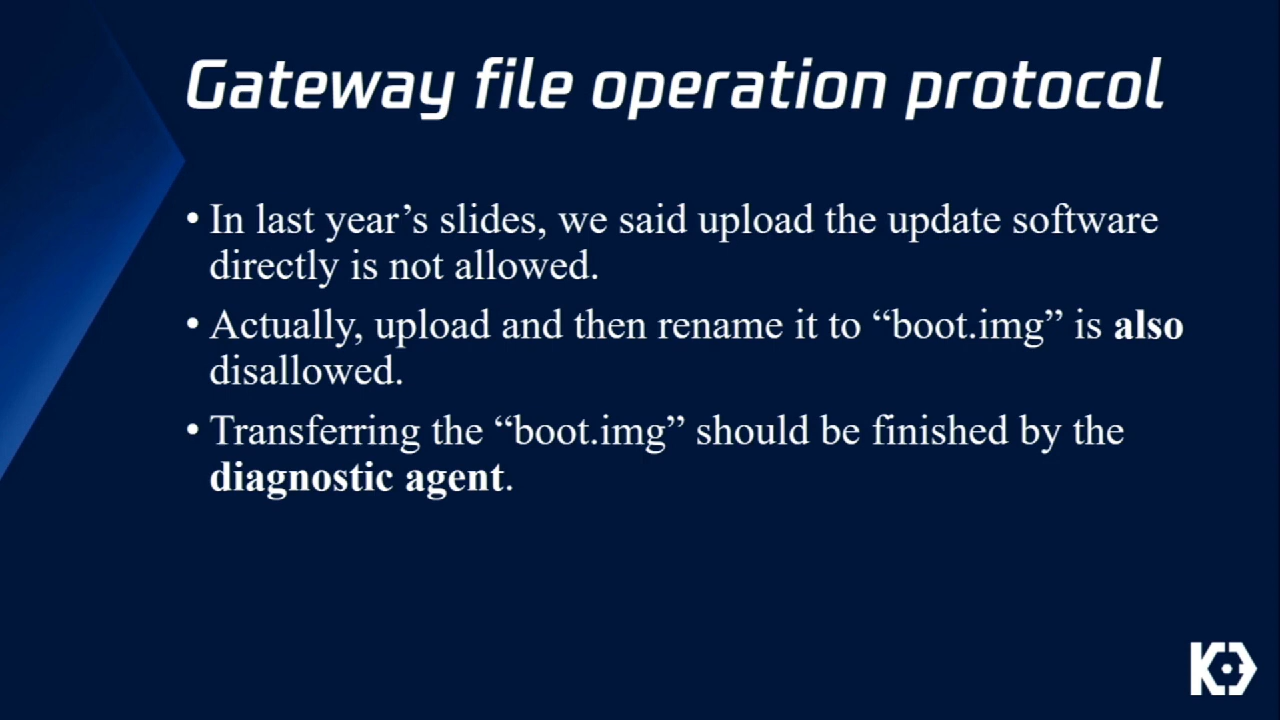 Gateway file operation protocol
• In last year’s slides, we said upload the update software
directly is not allowed.
• Actually, upload and then rename it to “boot.img” is also
disallowed.
• Transferring the “boot.img” should be finished by the
diagnostic agent.